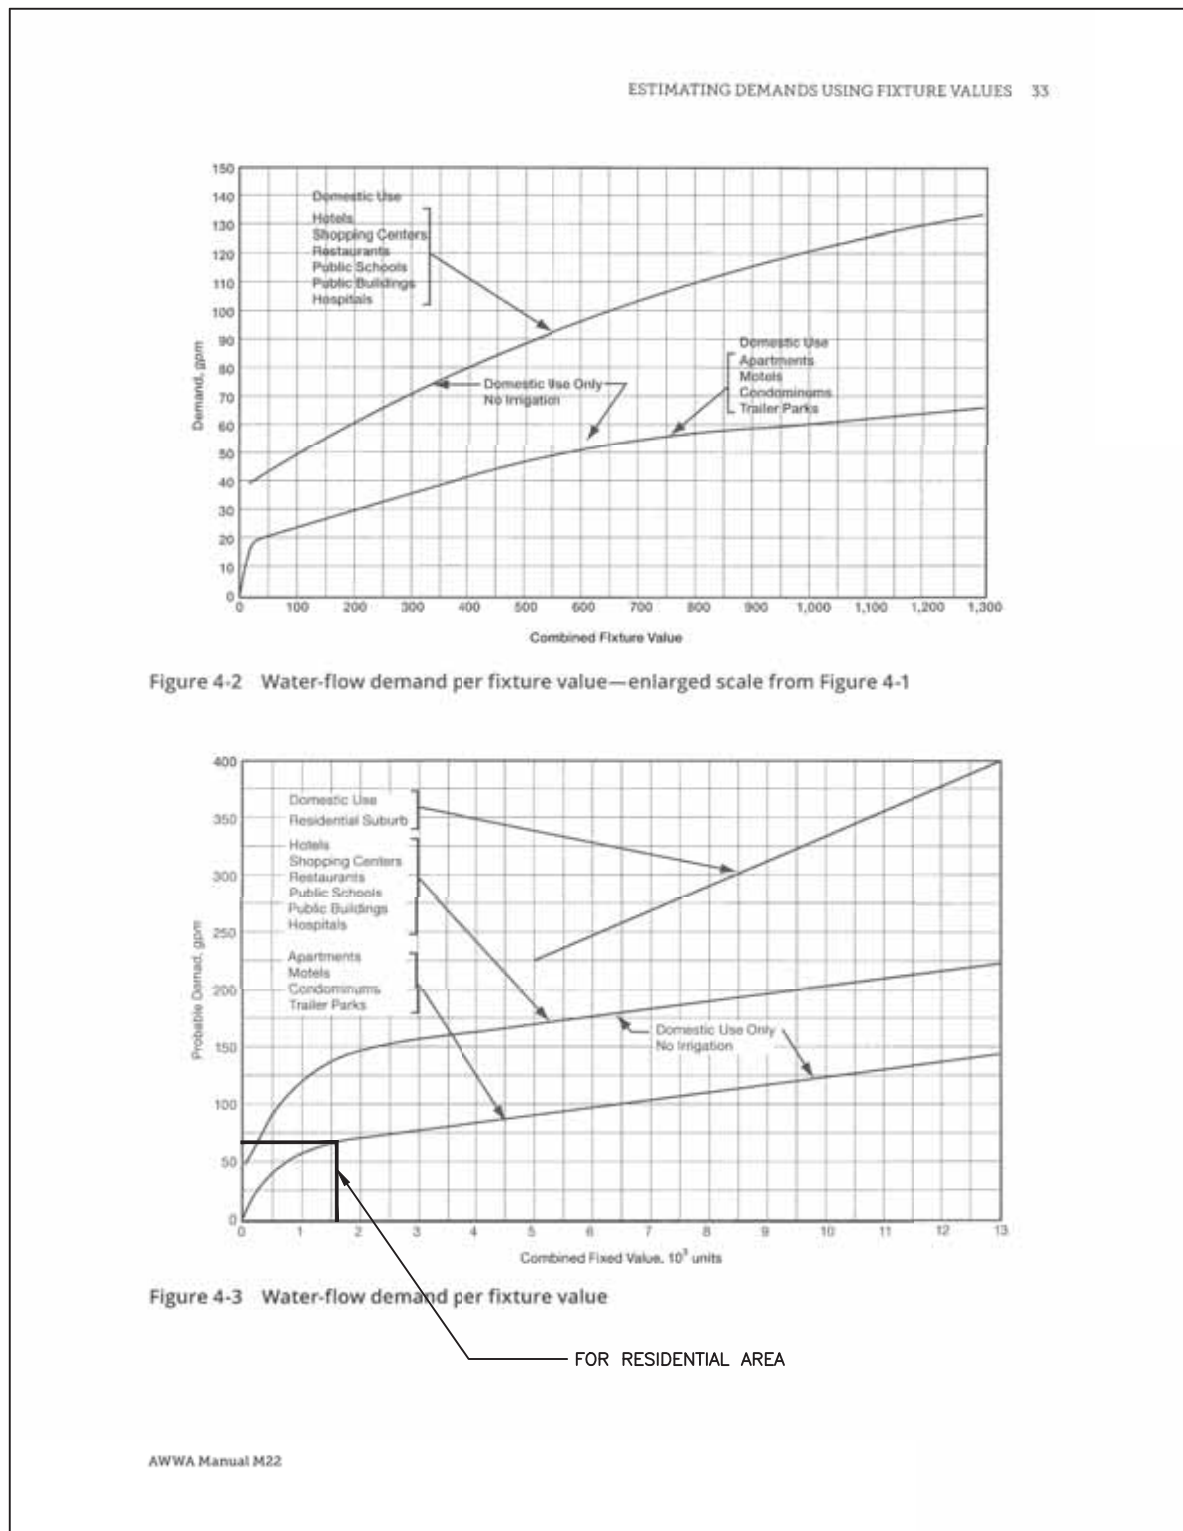 ESTIMATING DEMANDS USING FIXTURE VALUES 33
150
140
130
120
110
100
90
80
70
60
50
40
30
20
10
0
Demand, gpm
Domestic Use
Hotels
Shopping Centers
Restaurants
Public Schools
Public Buildings
Hospitals
Domestic Use Only
No Irrigation
Domestic Use
Apartments
Motels
Condominums
Trailer Parks
0 100 200 300 400 500 600 700 800 900 1,000 1,100 1,200 1,300
Combined Fixture Value
Figure 4-2 Water-flow demand per fixture value—enlarged scale from Figure 4-1
400
350
300
250
200
150
100
50
0
Probable Demad, gpm
Domestic Use
Residential Suburb
Hotels
Shopping Centers
Restaurants
Public Schools
Public Buildings
Hospitals
Apartments
Motels
Condominums
Trailer Parks
Domestic Use Only
No Irrigation
0 1 2 3 4 5 6 7 8 9 10 11 12 13
Combined Fixed Value, 10³ units
Figure 4-3 Water-flow demand per fixture value
FOR RESIDENTIAL AREA
AWWA Manual M22